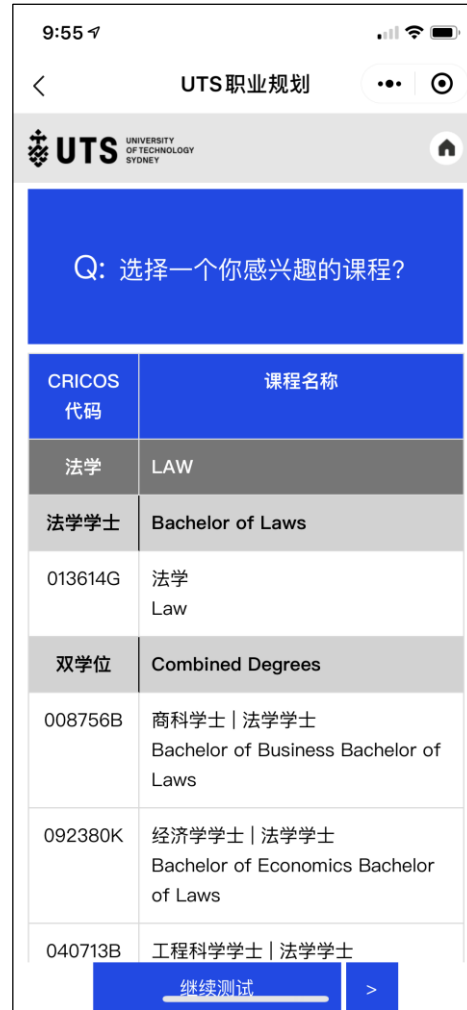 9:55
UTS职业规划
UTS UNIVERSITY
OF TECHNOLOGY
SYDNEY
Q: 选择一个你感兴趣的课程?
CRICOS
代码
课程名称
法学 LAW
法学学士 Bachelor of Laws
013614G 法学
Law
双学位 Combined Degrees
008756B 商科学士 | 法学学士
Bachelor of Business Bachelor of
Laws
092380K 经济学学士 | 法学学士
Bachelor of Economics Bachelor
of Laws
040713B 工程科学学士 | 法学学士
继续测试 >